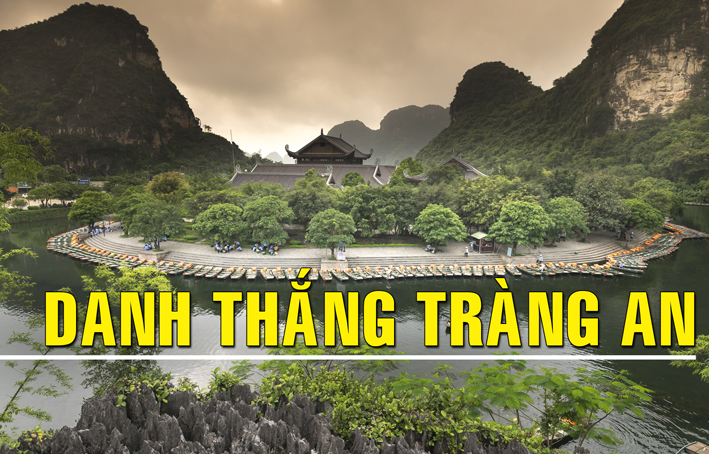 DANH THẮNG TRÀNG AN